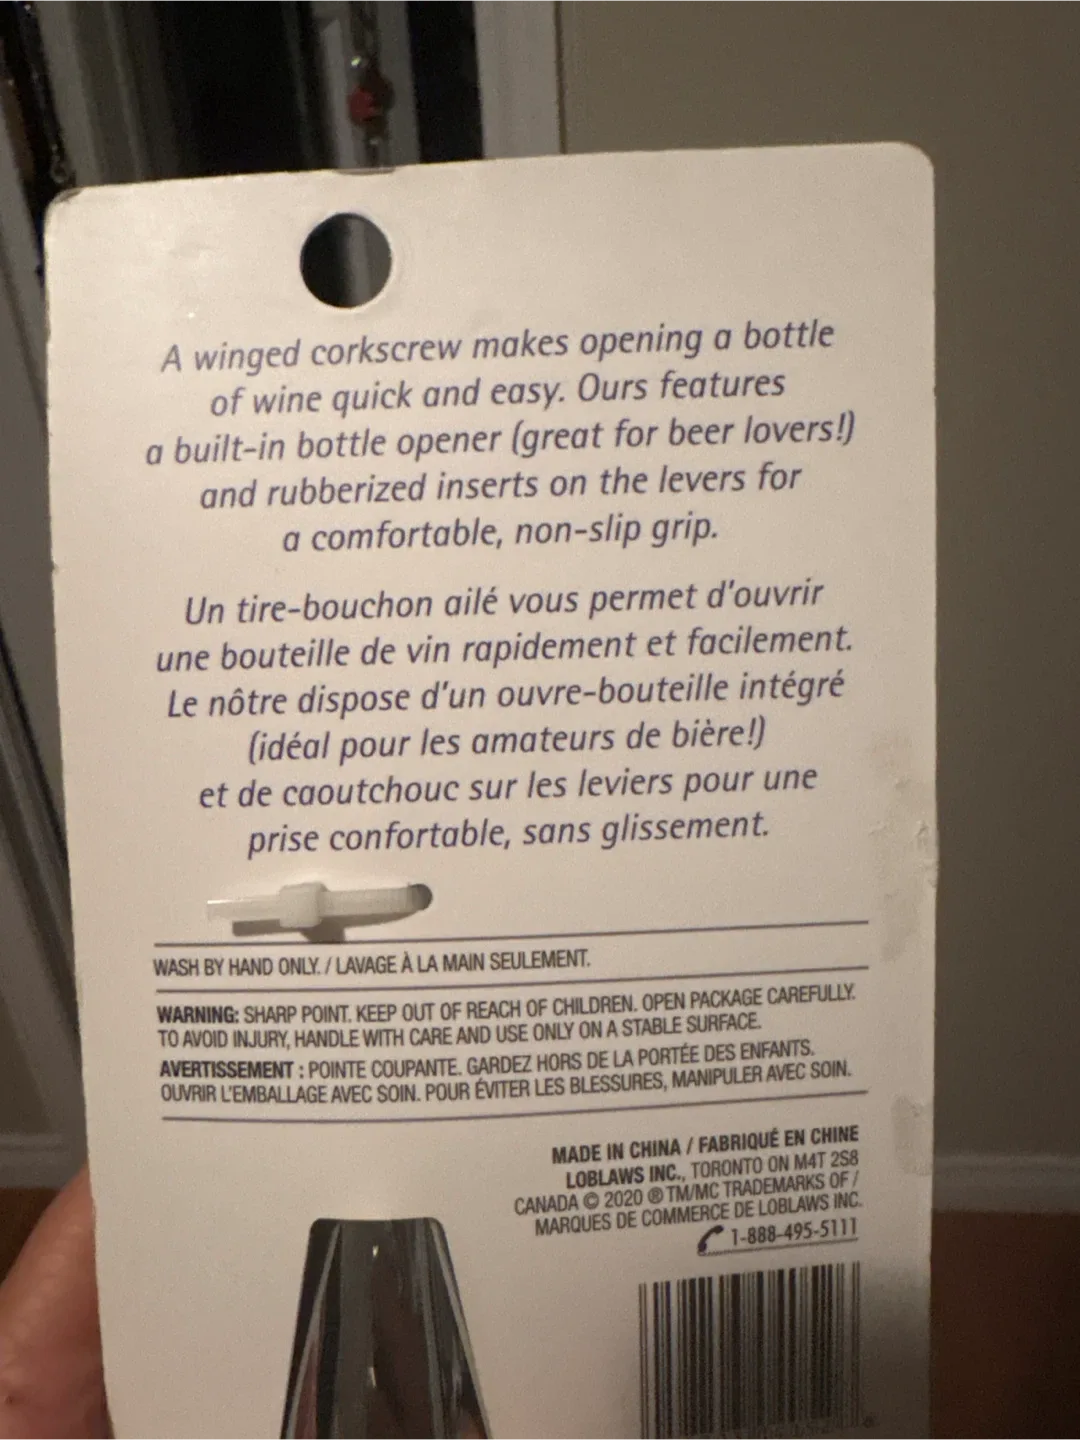 A winged corkscrew makes opening a bottle
of wine quick and easy. Ours features
a built-in bottle opener (great for beer lovers!)
and rubberized inserts on the levers for
a comfortable, non-slip grip.
Un tire-bouchon ailé vous permet d'ouvrir
une bouteille de vin rapidement et facilement.
Le nôtre dispose d'un ouvre-bouteille intégré
(idéal pour les amateurs de bière!)
et de caoutchouc sur les leviers pour une
prise confortable, sans glissement.
WASH BY HAND ONLY. / LAVAGE À LA MAIN SEULEMENT.
WARNING: SHARP POINT. KEEP OUT OF REACH OF CHILDREN. OPEN PACKAGE CAREFULLY.
TO AVOID INJURY, HANDLE WITH CARE AND USE ONLY ON A STABLE SURFACE.
AVERTISSEMENT : POINTE COUPANTE. GARDEZ HORS DE LA PORTÉE DES ENFANTS.
OUVRIR L'EMBALLAGE AVEC SOIN. POUR ÉVITER LES BLESSURES, MANIPULER AVEC SOIN.
MADE IN CHINA / FABRIQUÉ EN CHINE
LOBLAWS INC., TORONTO ON M4T 2S8
CANADA © 2020 ® TM/MC TRADEMARKS OF /
MARQUES DE COMMERCE DE LOBLAWS INC.
1-888-495-5111